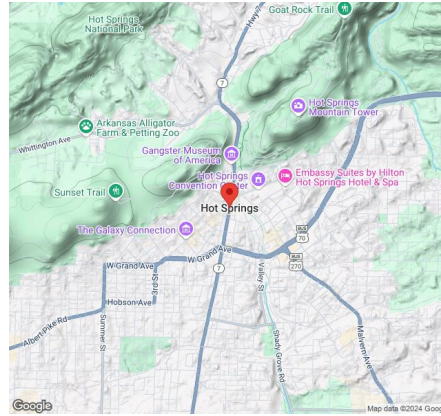 Goat Rock Trail
Hot Springs
National Park
Hwy 7
7
Hot Springs
Mountain Tower
Arkansas Alligator
Farm & Petting Zoo
Whittington Ave
Gangster Museum
of America
Hot Springs
Convention Center
Embassy Suites by Hilton
Hot Springs Hotel & Spa
Sunset Trail
Hot Springs
The Galaxy Connection
BUS
70
W Grand Ave
W Grand Ave
7
BUS
270
Valley St
3rd St
Hobson Ave
Albert Pike Rd
Summer St
Shady Grove Rd
Malvern Ave
Google
Map data ©2024 Goog